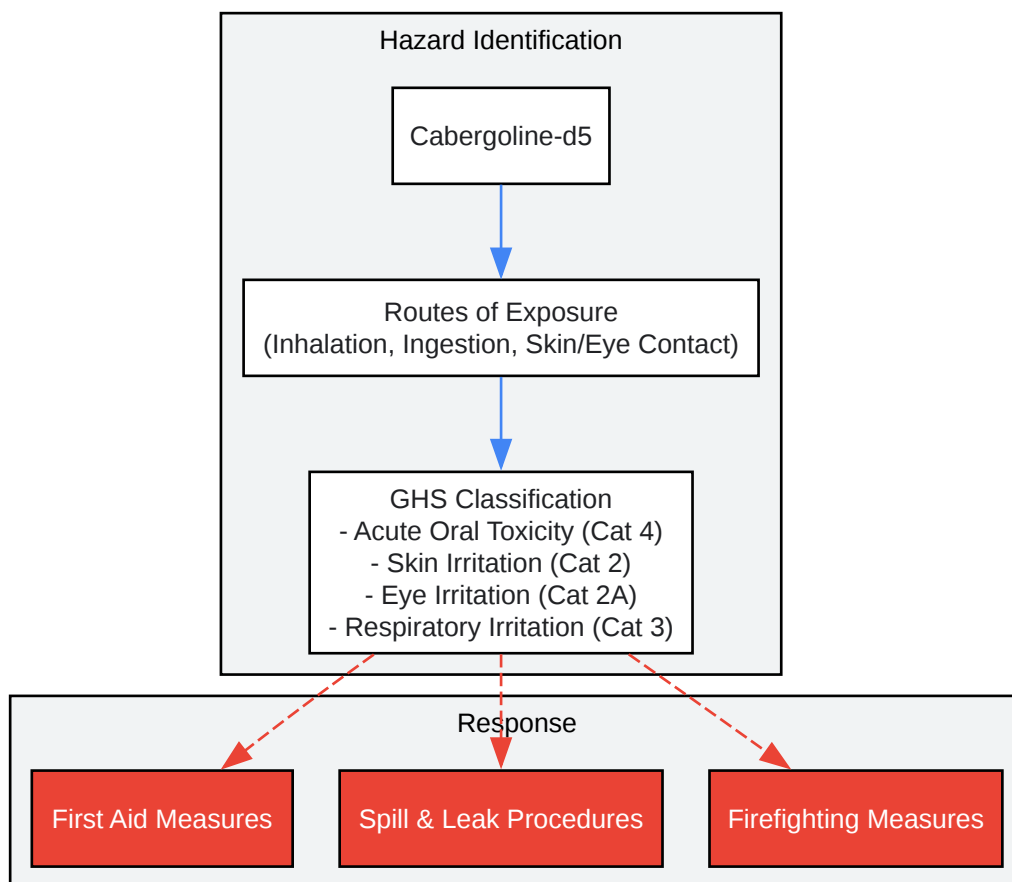 Hazard Identification
Cabergoline-d5
Routes of Exposure
(Inhalation, Ingestion, Skin/Eye Contact)
GHS Classification
- Acute Oral Toxicity (Cat 4)
- Skin Irritation (Cat 2)
- Eye Irritation (Cat 2A)
- Respiratory Irritation (Cat 3)
Response
First Aid Measures
Spill & Leak Procedures
Firefighting Measures